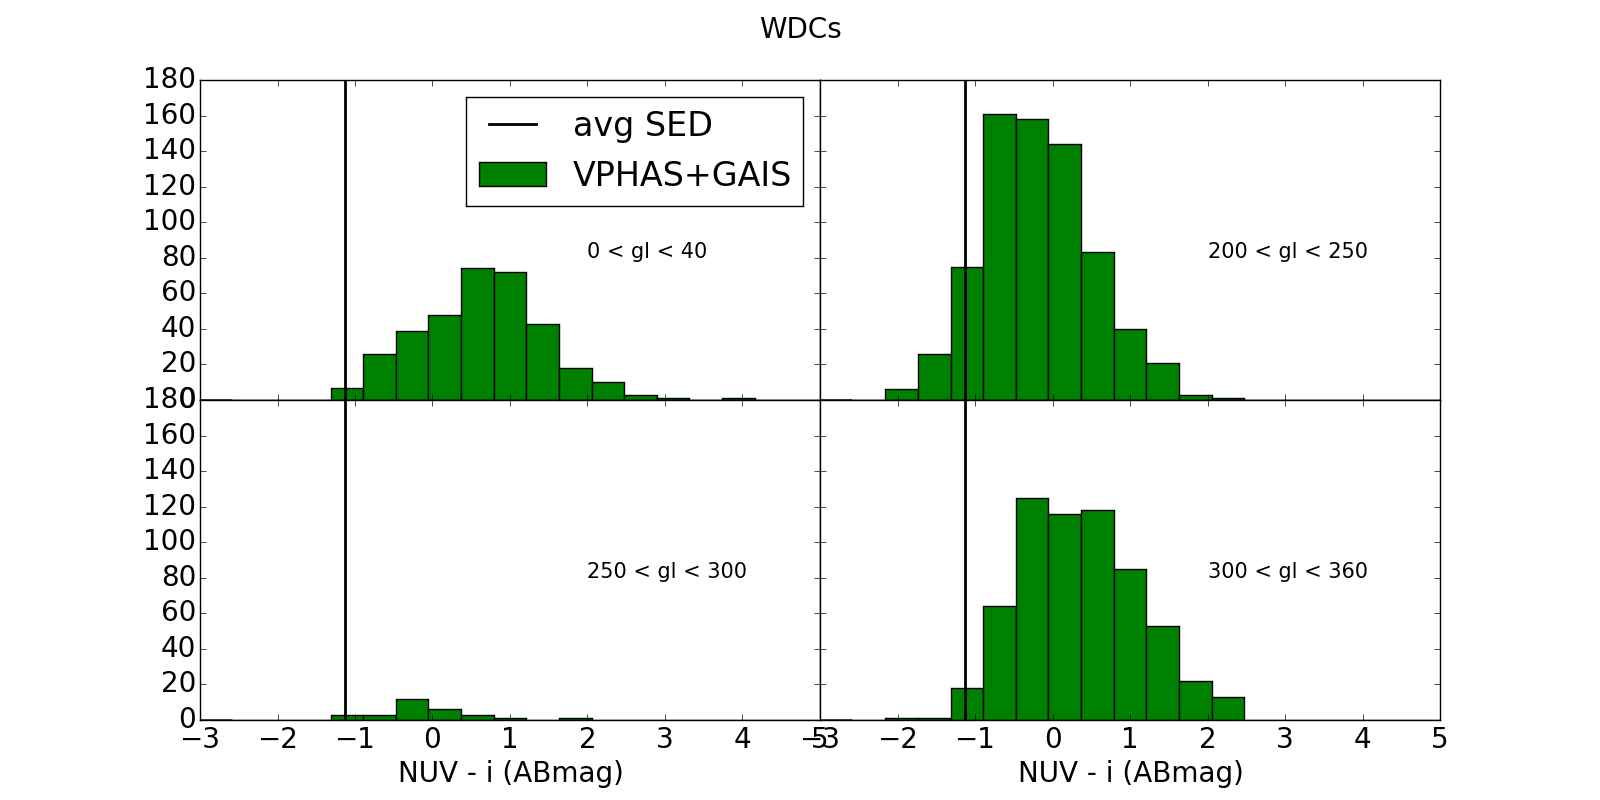 WDCs
180
160
140
120
100
80
60
40
20
0
avg SED
VPHAS+GAIS
0 < gl < 40
200 < gl < 250
180
160
140
120
100
80
60
40
20
0
250 < gl < 300
300 < gl < 360
−3 −2 −1 0 1 2 3 4 5
−3 −2 −1 0 1 2 3 4 5
NUV - i (ABmag)
NUV - i (ABmag)